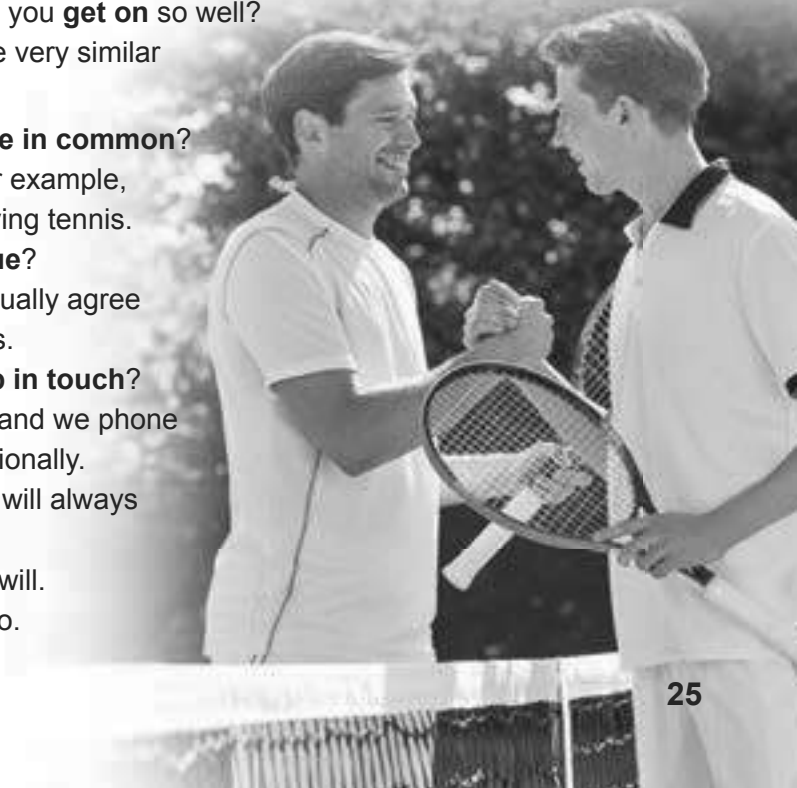 you get on so well?
very similar
in common?
example,
tennis.
?
agree
in touch?
and we phone
will always
will.
25